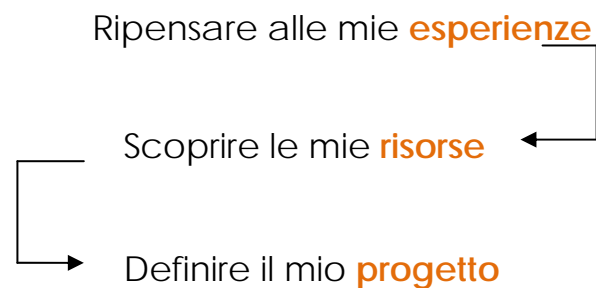 Ripensare alle mie esperienze
Scoprire le mie risorse
Definire il mio progetto